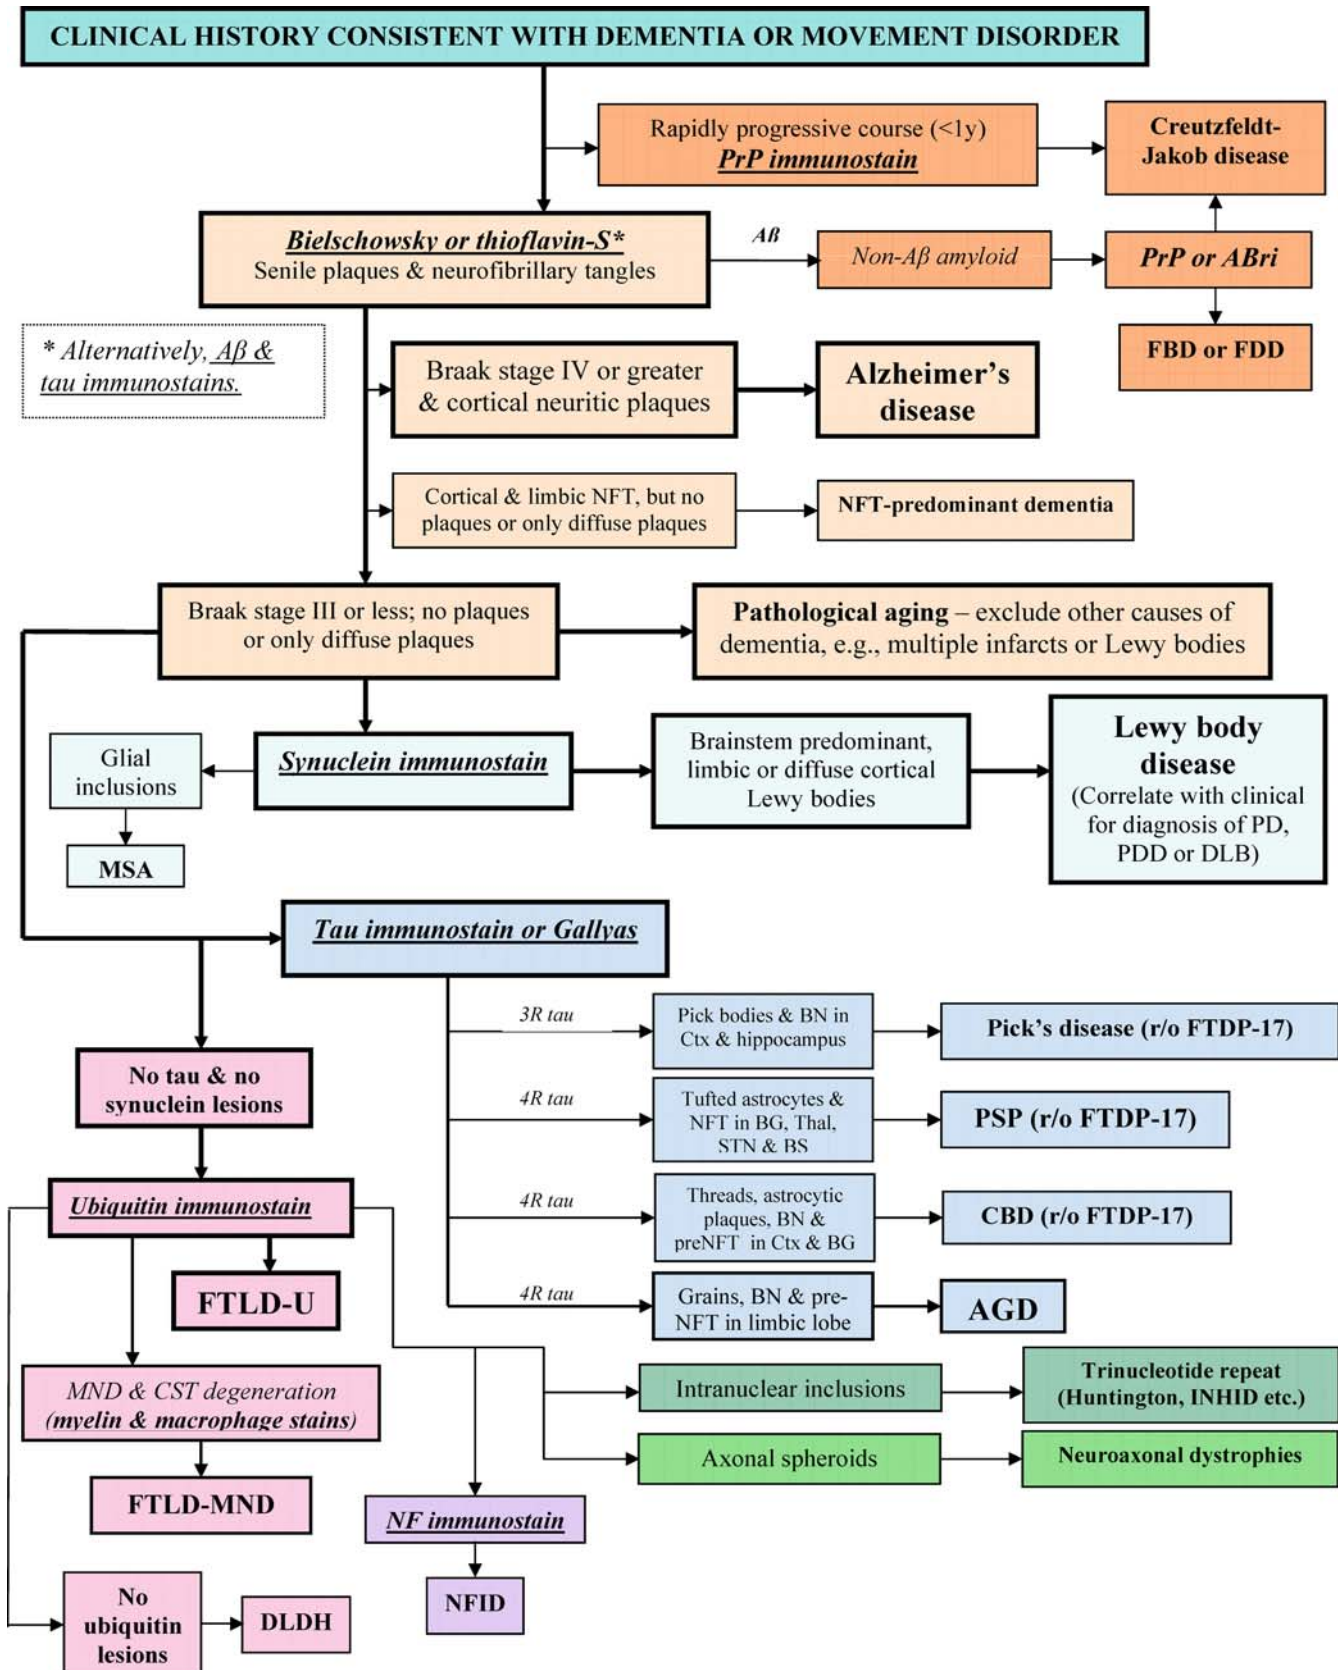 CLINICAL HISTORY CONSISTENT WITH DEMENTIA OR MOVEMENT DISORDER
Rapidly progressive course (<1y)
PrP immunostain
Creutzfeldt-
Jakob disease
Bielschowsky or thioflavin-S*
Senile plaques & neurofibrillary tangles
Aß
Non-Aβ amyloid
PrP or ABri
FBD or FDD
* Alternatively, Aβ &
tau immunostains.
Braak stage IV or greater
& cortical neuritic plaques
Alzheimer's
disease
Cortical & limbic NFT, but no
plaques or only diffuse plaques
NFT-predominant dementia
Braak stage III or less; no plaques
or only diffuse plaques
Pathological aging – exclude other causes of
dementia, e.g., multiple infarcts or Lewy bodies
Glial
inclusions
MSA
Synuclein immunostain
Brainstem predominant,
limbic or diffuse cortical
Lewy bodies
Lewy body
disease
(Correlate with clinical
for diagnosis of PD,
PDD or DLB)
Tau immunostain or Gallyas
3R tau
Pick bodies & BN in
Ctx & hippocampus
Pick's disease (r/o FTDP-17)
4R tau
Tufted astrocytes &
NFT in BG, Thal,
STN & BS
PSP (r/o FTDP-17)
4R tau
Threads, astrocytic
plaques, BN &
preNFT in Ctx & BG
CBD (r/o FTDP-17)
4R tau
Grains, BN & pre-
NFT in limbic lobe
AGD
No tau & no
synuclein lesions
Ubiquitin immunostain
FTLD-U
MND & CST degeneration
(myelin & macrophage stains)
FTLD-MND
Intranuclear inclusions
Trinucleotide repeat
(Huntington, INHID etc.)
Axonal spheroids
Neuroaxonal dystrophies
NF immunostain
NFID
No
ubiquitin
lesions
DLDH